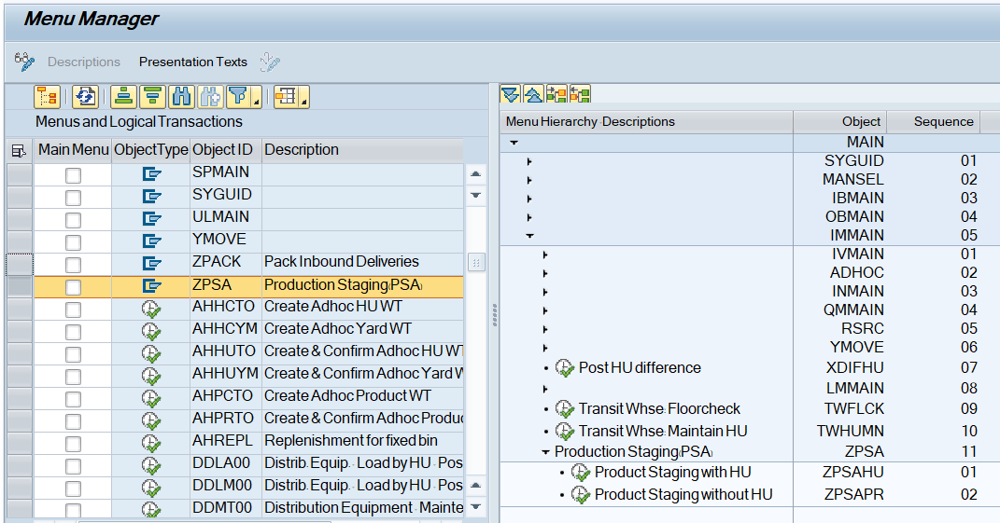 Menu Manager
Descriptions Presentation Texts
Menus and Logical Transactions
Main Menu ObjectType Object ID Description
SPMAIN
SYGUID
ULMAIN
YMOVE
ZPACK Pack Inbound Deliveries
ZPSA Production Staging(PSA)
AHHCTO Create Adhoc HU WT
AHHCYM Create Adhoc Yard WT
AHHUTO Create & Confirm Adhoc HU WT
AHHUYM Create & Confirm Adhoc Yard W
AHPCTO Create Adhoc Product WT
AHPRTO Create & Confirm Adhoc Produc
AHREPL Replenishment for fixed bin
DDLA00 Distrib. Equip. - Load by HU - Pos
DDLM00 Distrib. Equip. - Load by HU - Pos
DDMT00 Distribution Equipment - Mainte
Menu Hierarchy-Descriptions Object Sequence
MAIN
SYGUID 01
MANSEL 02
IBMAIN 03
OBMAIN 04
IMMAIN 05
IVMAIN 01
ADHOC 02
INMAIN 03
QMMAIN 04
RSRC 05
YMOVE 06
Post HU difference XDIFHU 07
LMMAIN 08
Transit Whse: Floorcheck TWFLCK 09
Transit Whse: Maintain HU TWHUMN 10
Production Staging(PSA) ZPSA 11
Product Staging with HU ZPSAHU 01
Product Staging without HU ZPSAPR 02